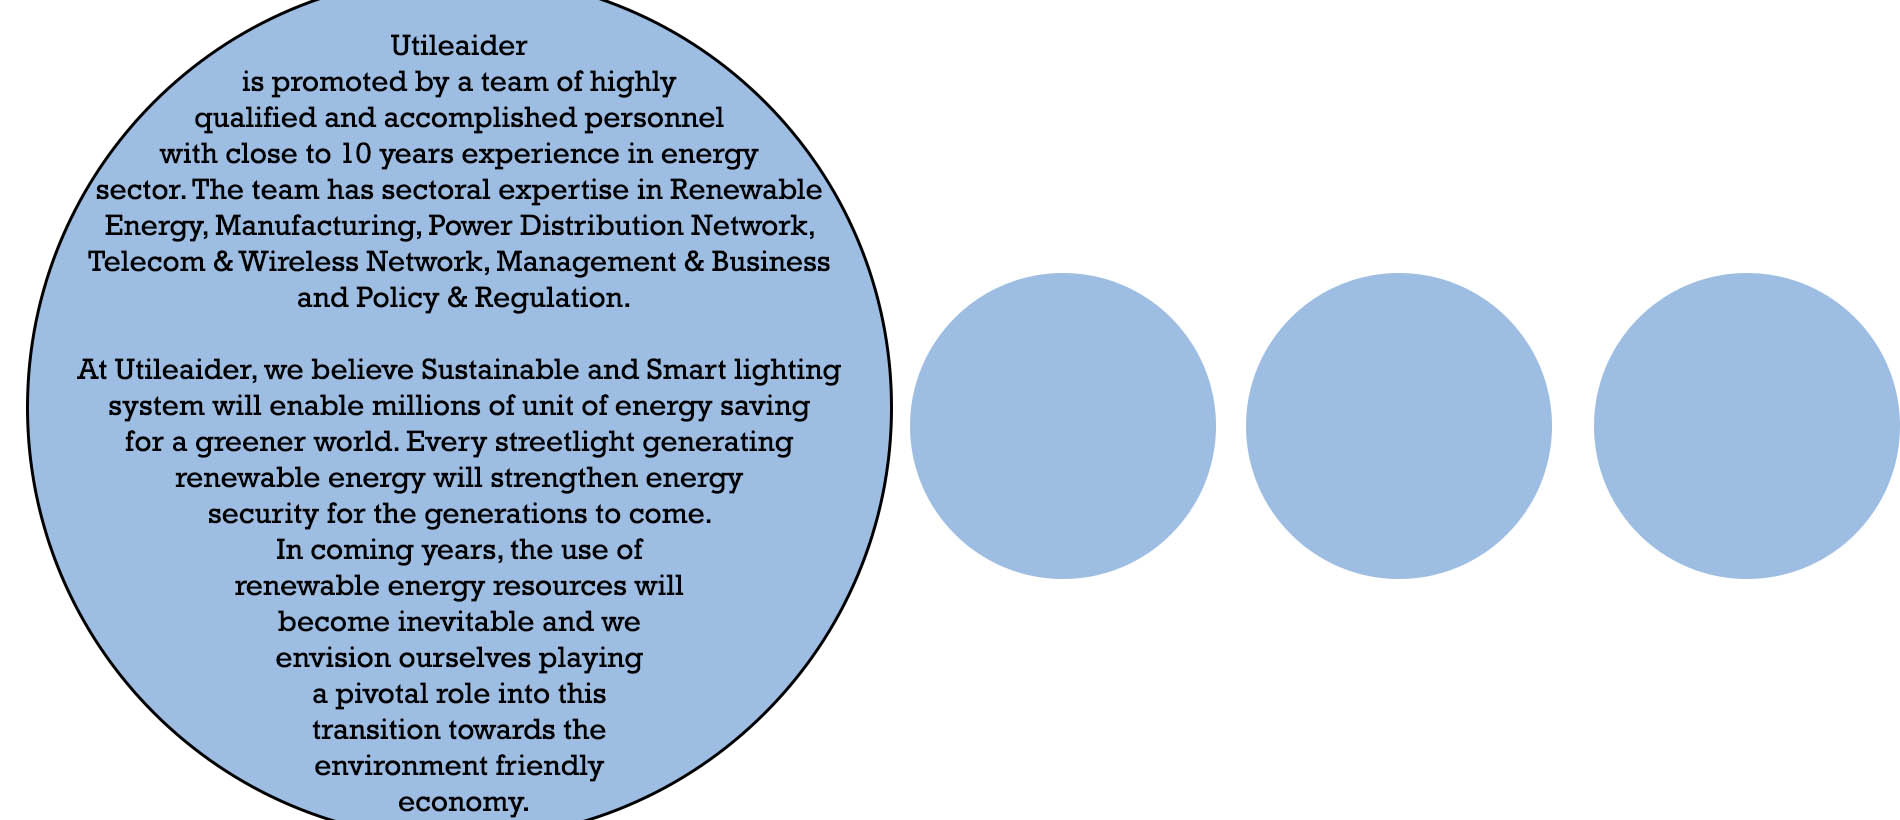 Utileaider
is promoted by a team of highly
qualified and accomplished personnel
with close to 10 years experience in energy
sector. The team has sectoral expertise in Renewable
Energy, Manufacturing, Power Distribution Network,
Telecom & Wireless Network, Management & Business
and Policy & Regulation.
At Utileaider, we believe Sustainable and Smart lighting
system will enable millions of unit of energy saving
for a greener world. Every streetlight generating
renewable energy will strengthen energy
security for the generations to come.
In coming years, the use of
renewable energy resources will
become inevitable and we
envision ourselves playing
a pivotal role into this
transition towards the
environment friendly
economy.